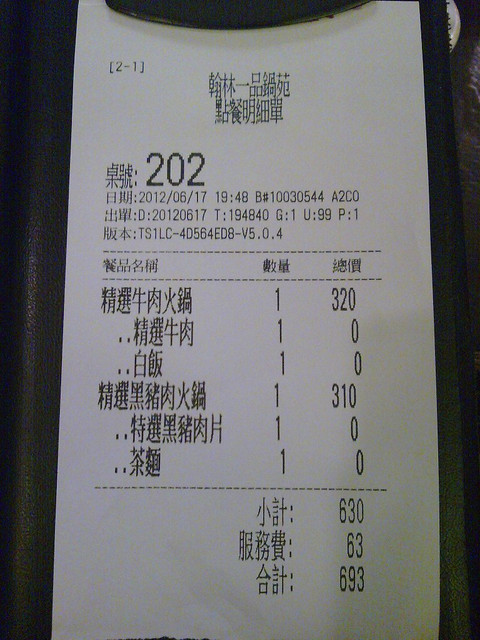 [2-1]
翰林一品鍋苑
點餐明細單
桌號: 202
日期:2012/06/17 19:48 B#10030544 A2C0
出單:D:20120617 T:194840 G:1 U:99 P:1
版本:TS1LC-4D564ED8-V5.0.4
餐品名稱 數量 總價
精選牛肉火鍋 1 320
..精選牛肉 1 0
..白飯 1 0
精選黑豬肉火鍋 1 310
..特選黑豬肉片 1 0
..茶麵 1 0
小計: 630
服務費: 63
合計: 693